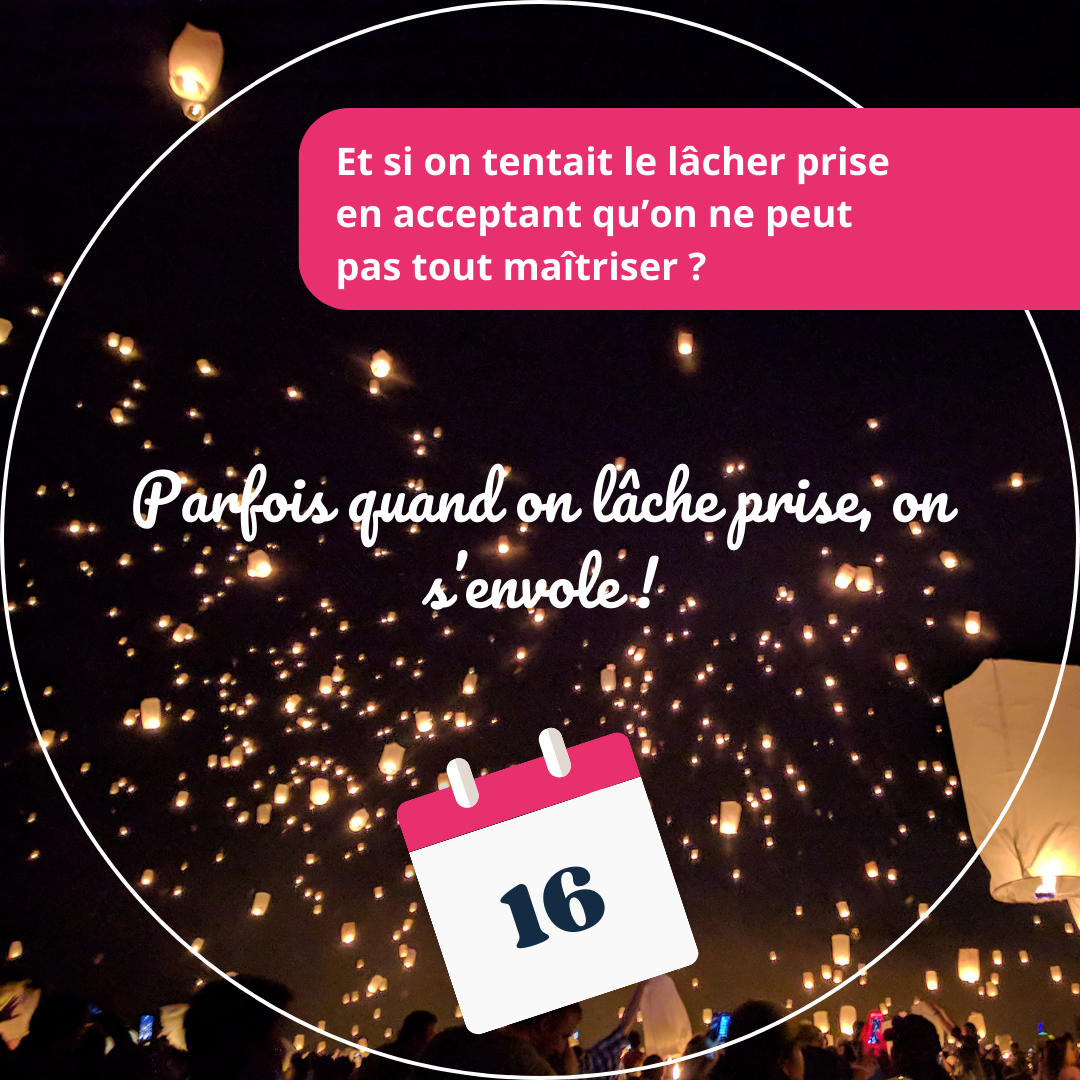 Et si on tentait le lâcher prise
en acceptant qu’on ne peut
pas tout maîtriser ?
Parfois quand on lâche prise, on
s'envole !
16